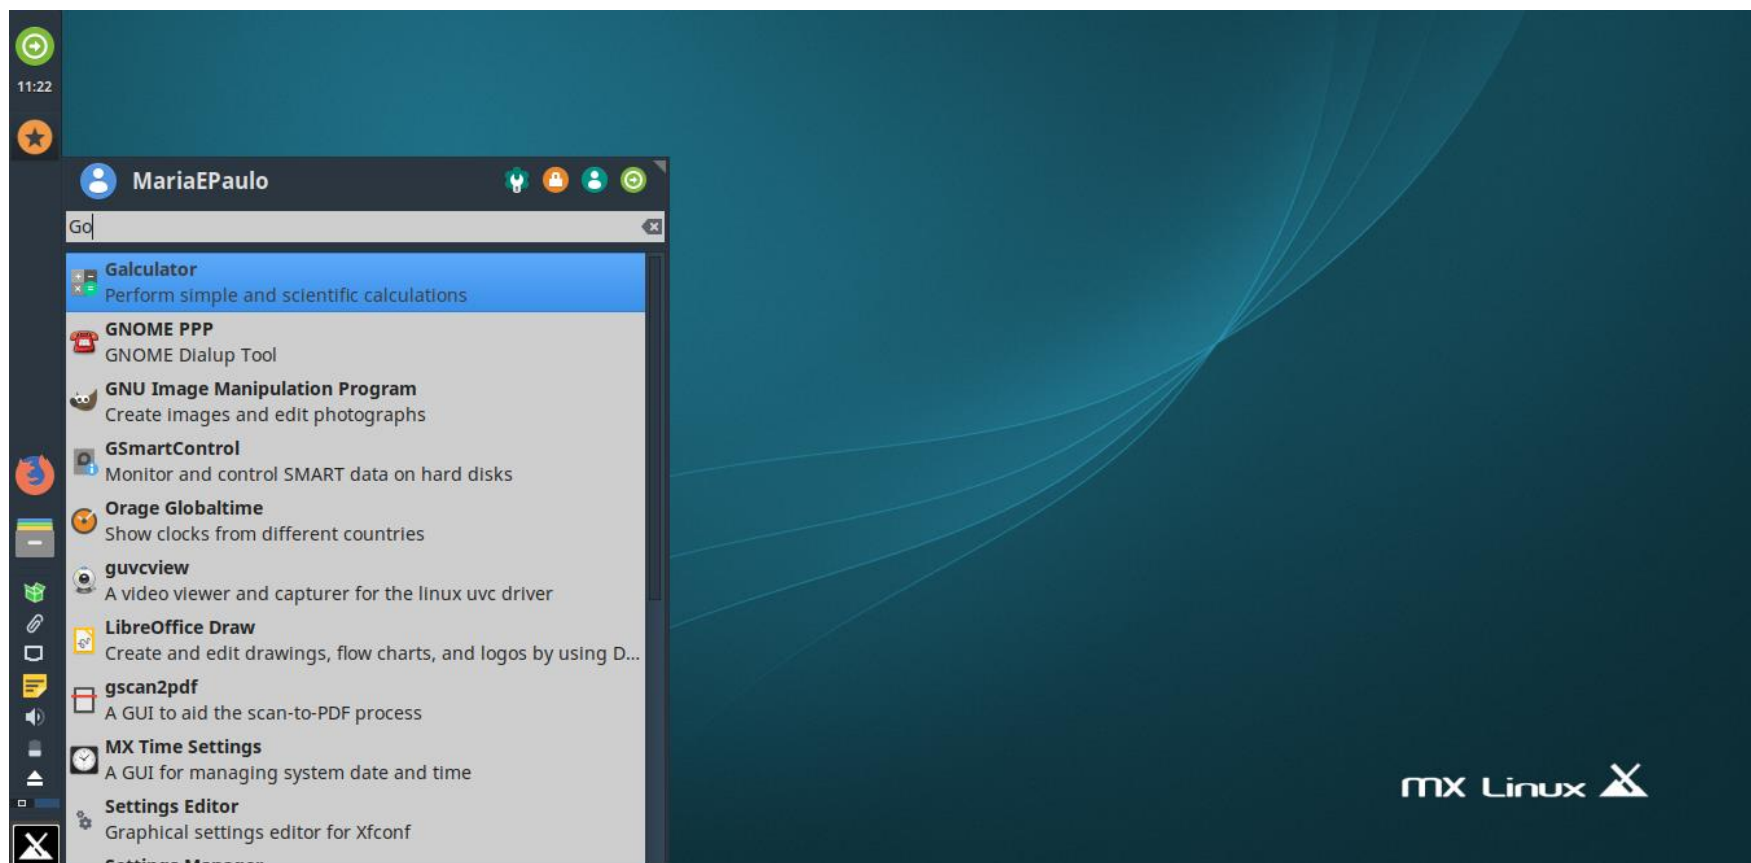 11:22
MariaEPaulo
Go
Galculator
Perform simple and scientific calculations
GNOME PPP
GNOME Dialup Tool
GNU Image Manipulation Program
Create images and edit photographs
GSmartControl
Monitor and control SMART data on hard disks
Orage Globaltime
Show clocks from different countries
guvcview
A video viewer and capturer for the linux uvc driver
LibreOffice Draw
Create and edit drawings, flow charts, and logos by using D...
gscan2pdf
A GUI to aid the scan-to-PDF process
MX Time Settings
A GUI for managing system date and time
Settings Editor
Graphical settings editor for Xfconf
Settings Manager
mx Linux